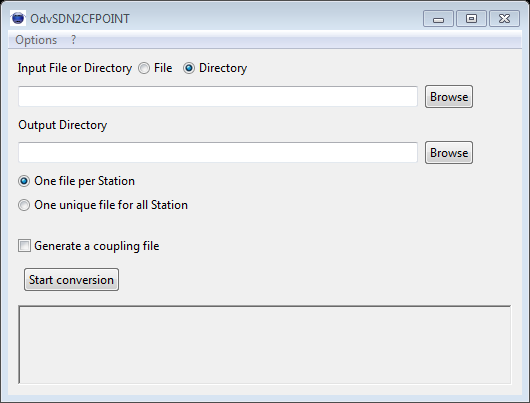 OdvSDN2CFPOINT
Options ?
Input File or Directory File Directory
Browse
Output Directory
Browse
One file per Station
One unique file for all Station
Generate a coupling file
Start conversion